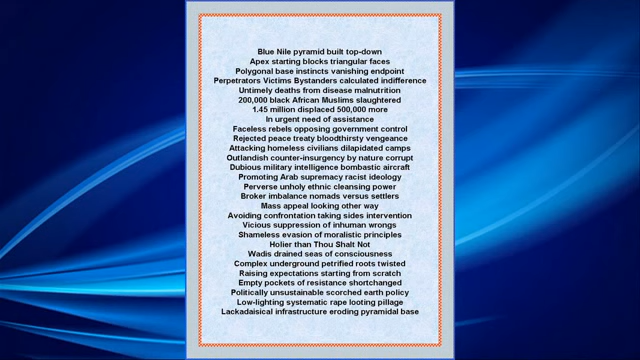 Blue Nile pyramid built top-down
Apex starting blocks triangular faces
Polygonal base instincts vanishing endpoint
Perpetrators Victims Bystanders calculated indifference
Untimely deaths from disease malnutrition
200,000 black African Muslims slaughtered
1.45 million displaced 500,000 more
In urgent need of assistance
Faceless rebels opposing government control
Rejected peace treaty bloodthirsty vengeance
Attacking homeless civilians dilapidated camps
Outlandish counter-insurgency by nature corrupt
Dubious military intelligence bombastic aircraft
Promoting Arab supremacy racist ideology
Perverse unholy ethnic cleansing power
Broker imbalance nomads versus settlers
Mass appeal looking other way
Avoiding confrontation taking sides intervention
Vicious suppression of inhuman wrongs
Shameless evasion of moralistic principles
Holier than Thou Shalt Not
Wadis drained seas of consciousness
Complex underground petrified roots twisted
Raising expectations starting from scratch
Empty pockets of resistance shortchanged
Politically unsustainable scorched earth policy
Low-lighting systematic rape looting pillage
Lackadaisical infrastructure eroding pyramidal base